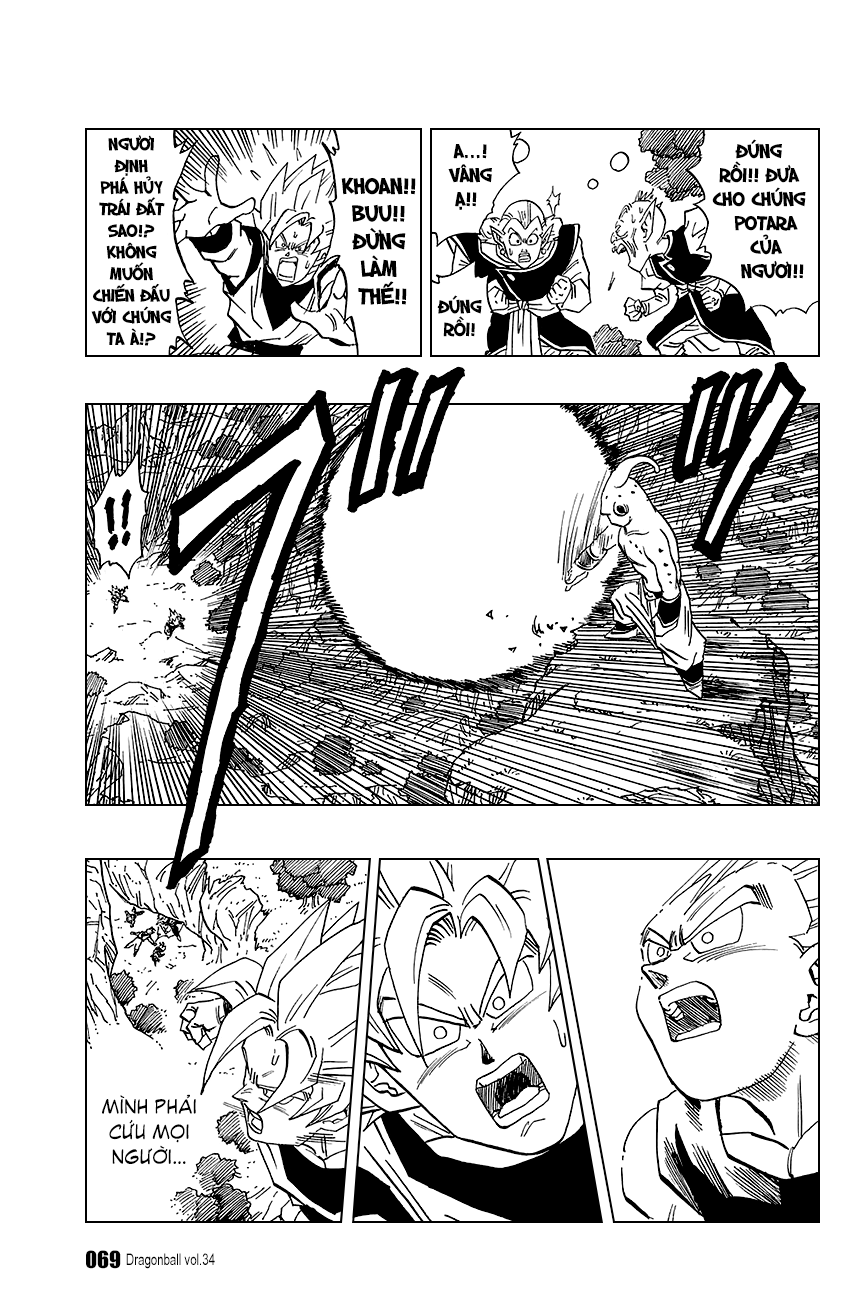 ĐÚNG
RỒI!! ĐƯA
CHO CHÚNG
POTARA
CỦA
NGƯƠI!!
A...!
VÂNG
Ạ!!
ĐÚNG
RỒI!
KHOAN!!
BUU!!
ĐỪNG
LÀM
THẾ!!
NGƯƠI
ĐỊNH
PHÁ HỦY
TRÁI ĐẤT
SAO!?
KHÔNG
MUỐN
CHIẾN ĐẤU
VỚI CHÚNG
TA À!?
!!
MÌNH PHẢI
CỨU MỌI
NGƯỜI...
069 Dragonball vol.34